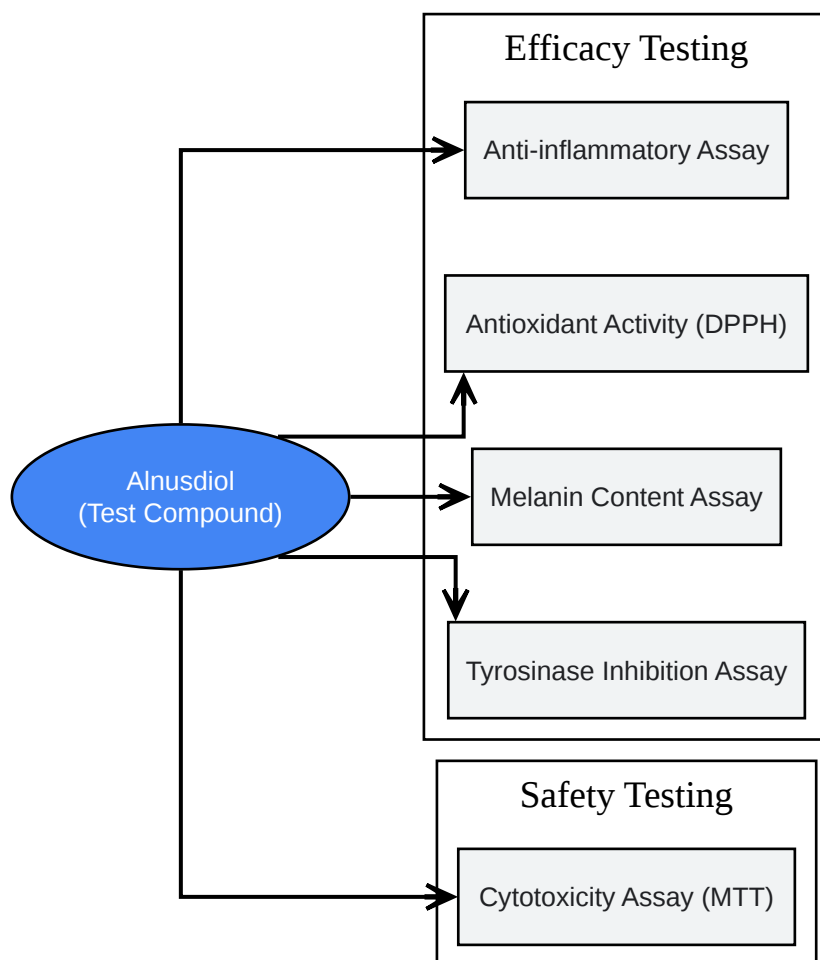 Efficacy Testing
Anti-inflammatory Assay
Antioxidant Activity (DPPH)
Alnusdiol
(Test Compound)
Melanin Content Assay
Tyrosinase Inhibition Assay
Safety Testing
Cytotoxicity Assay (MTT)